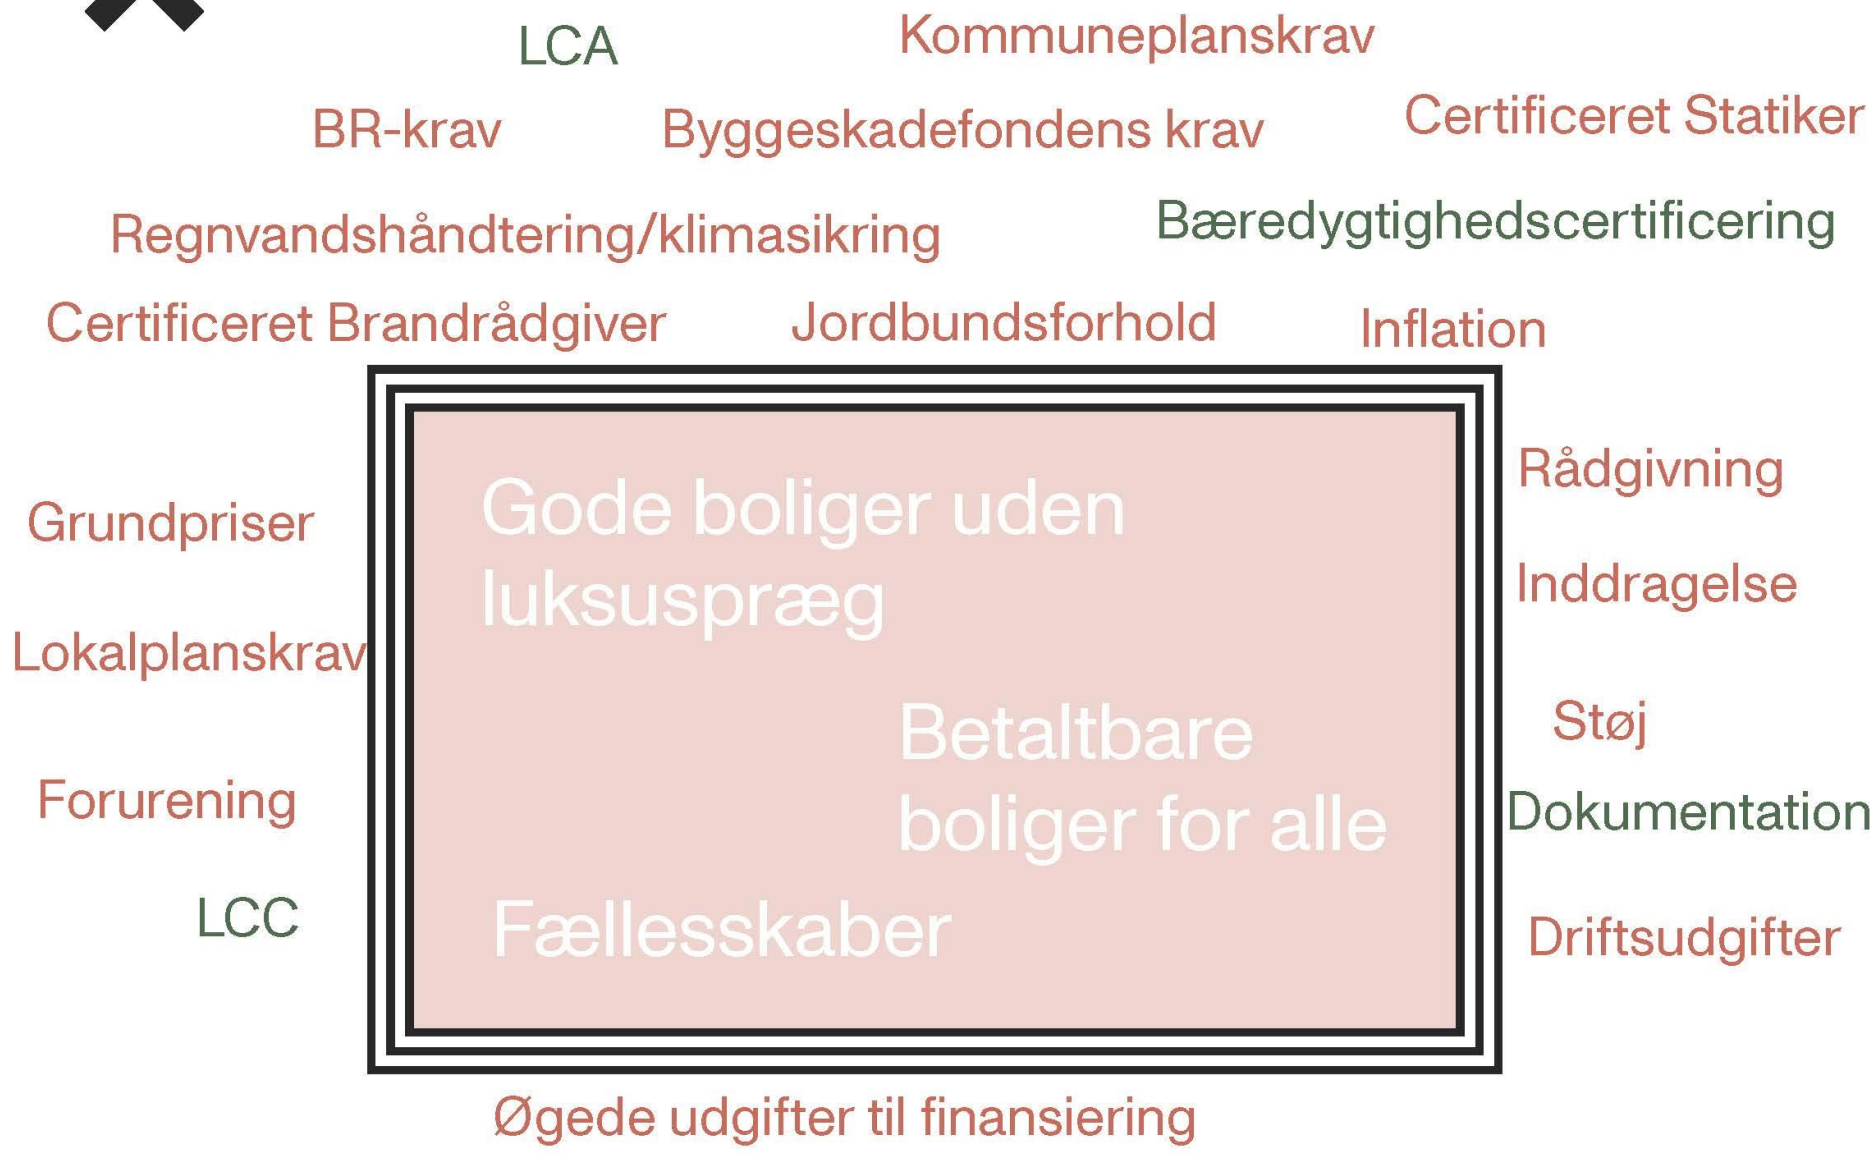 LCA
Kommuneplanskrav
BR-krav
Byggeskadefondens krav
Certificeret Statiker
Regnvandshåndtering/klimasikring
Bæredygtighedscertificering
Certificeret Brandrådgiver
Jordbundsforhold
Inflation
Grundpriser
Lokalplanskrav
Forurening
LCC
Gode boliger uden
luksuspræg
Betaltbare
boliger for alle
Fællesskaber
Rådgivning
Inddragelse
Støj
Dokumentation
Driftsudgifter
Øgede udgifter til finansiering